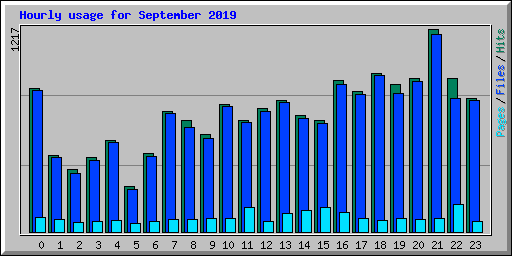 Hourly usage for September 2019
1217
Pages/Files/Hits
0 1 2 3 4 5 6 7 8 9 10 11 12 13 14 15 16 17 18 19 20 21 22 23